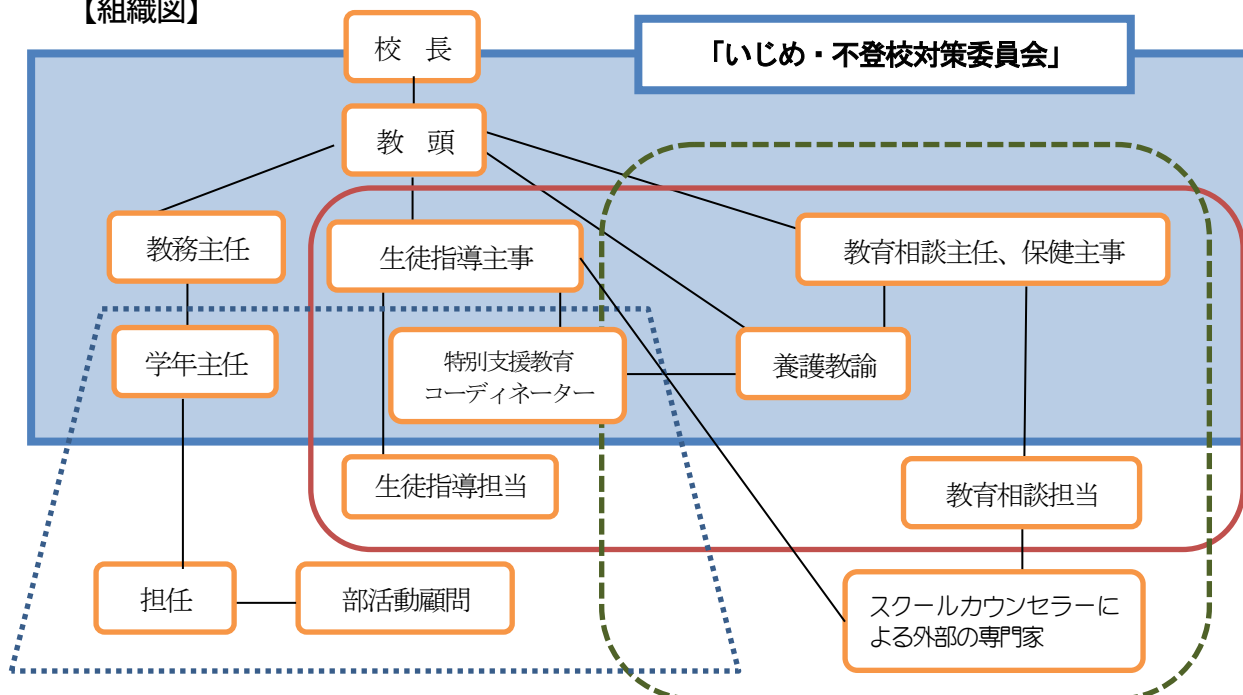 【組織図】
校 長
「いじめ・不登校対策委員会」
教 頭
教務主任
生徒指導主事
教育相談主任、保健主事
学年主任
特別支援教育
コーディネーター
養護教諭
生徒指導担当
教育相談担当
担任
部活動顧問
スクールカウンセラーに
よる外部の専門家